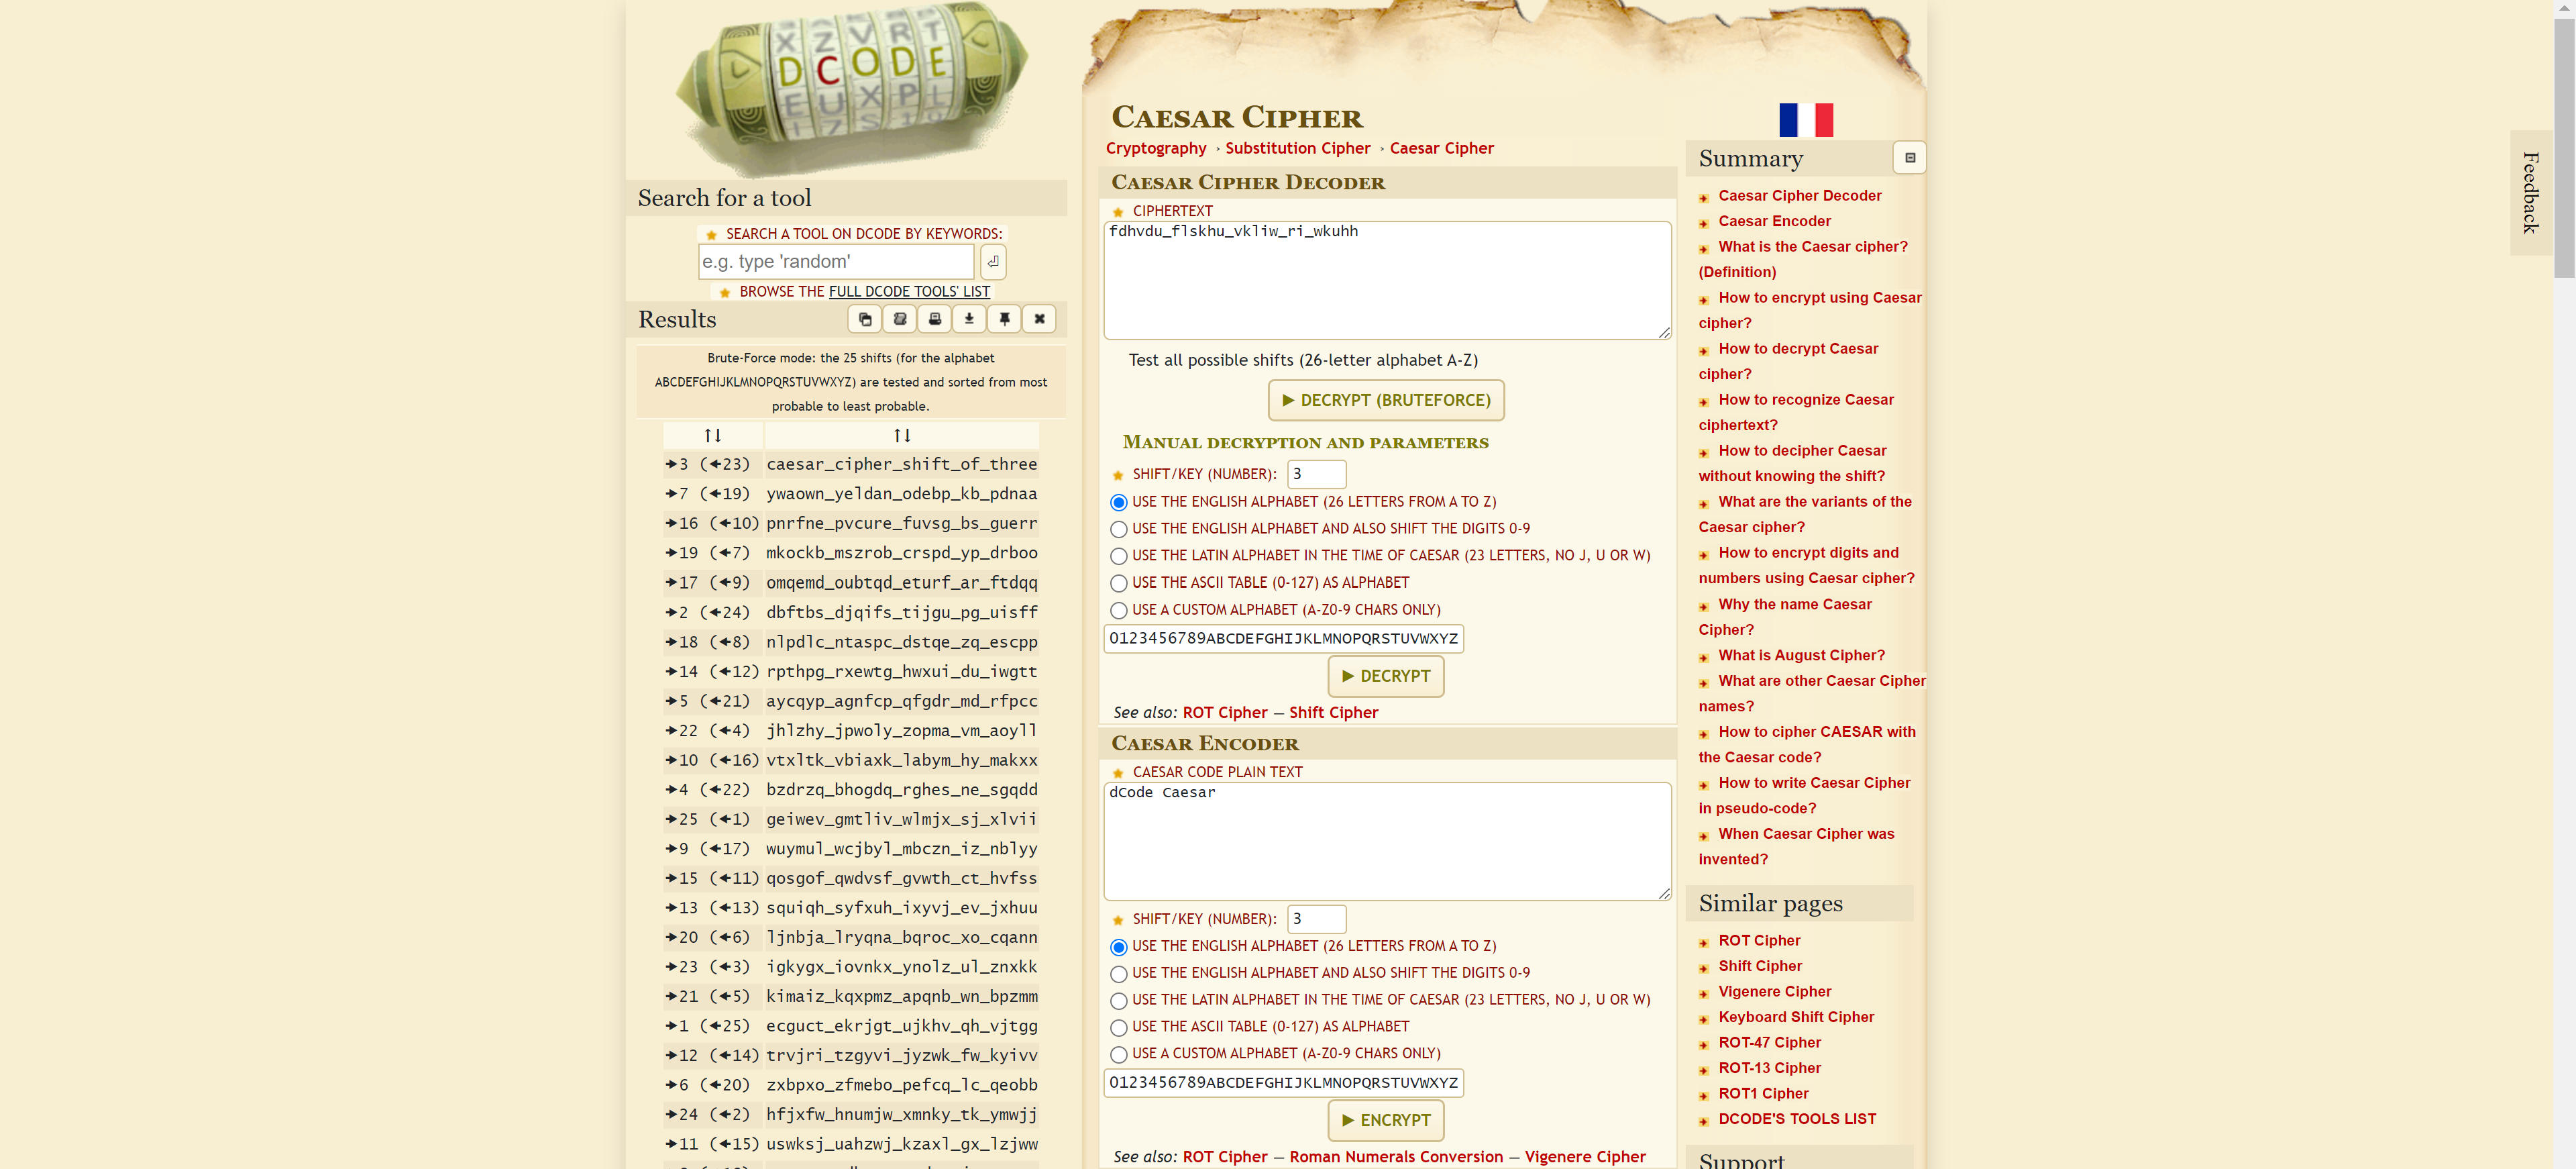 DCODE
Search for a tool
SEARCH A TOOL ON DCODE BY KEYWORDS:
e.g. type 'random'
BROWSE THE FULL DCODE TOOLS' LIST
Results
Brute-Force mode: the 25 shifts (for the alphabet
ABCDEFGHIJKLMNOPQRSTUVWXYZ) are tested and sorted from most
probable to least probable.
↑↓ ↑↓
➔3 (←23) caesar_cipher_shift_of_three
➔7 (←19) ywaown_yeldan_odebp_kb_pdnaa
➔16 (←10) pnrfne_pvcure_fuvsg_bs_guerr
➔19 (←7) mkockb_mszrob_crspd_yp_drboo
➔17 (←9) omqemd_oubtqd_eturf_ar_ftdqq
➔2 (←24) dbftbs_djqifs_tijgu_pg_uisff
➔18 (←8) nlpdlc_ntaspc_dstqe_zq_escpp
➔14 (←12) rpthpg_rxewtg_hwxui_du_iwgtt
➔5 (←21) aycqyp_agnfcp_qfgdr_md_rfpcc
➔22 (←4) jhlzhy_jpwoly_zopma_vm_aoyll
➔10 (←16) vtxltk_vbiaxk_labym_hy_makxx
➔4 (←22) bzdrzq_bhogdq_rghes_ne_sgqdd
➔25 (←1) geiwev_gmtliv_wlmjx_sj_xlvii
➔9 (←17) wuymul_wcjbyl_mbczn_iz_nblyy
➔15 (←11) qosgof_qwdvsf_gvwth_ct_hvfss
➔13 (←13) squiqh_syfxuh_ixyvj_ev_jxhuu
➔20 (←6) ljnbja_lryqna_bqroc_xo_cqann
➔23 (←3) igkygx_iovnkx_ynolz_ul_znxkk
➔21 (←5) kimaiz_kqxpmz_apqnb_wn_bpzmm
➔1 (←25) ecguct_ekrjgt_ujkhv_qh_vjtgg
➔12 (←14) trvjri_tzgyvi_jyzwk_fw_kyivv
➔6 (←20) zxbpxo_zfmebo_pefcq_lc_qeobb
➔24 (←2) hfjxfw_hnumjw_xmnky_tk_ymwjj
➔11 (←15) uswksj_uahzwj_kzaxl_gx_lzjww
CAESAR CIPHER
Cryptography › Substitution Cipher › Caesar Cipher
CAESAR CIPHER DECODER
CIPHERTEXT
fdhvdu_flskhu_vkliw_ri_wkuhh
Test all possible shifts (26-letter alphabet A-Z)
▶ DECRYPT (BRUTEFORCE)
MANUAL DECRYPTION AND PARAMETERS
SHIFT/KEY (NUMBER): 3
USE THE ENGLISH ALPHABET (26 LETTERS FROM A TO Z)
USE THE ENGLISH ALPHABET AND ALSO SHIFT THE DIGITS 0-9
USE THE LATIN ALPHABET IN THE TIME OF CAESAR (23 LETTERS, NO J, U OR W)
USE THE ASCII TABLE (0-127) AS ALPHABET
USE A CUSTOM ALPHABET (A-Z0-9 CHARS ONLY)
0123456789ABCDEFGHIJKLMNOPQRSTUVWXYZ
▶ DECRYPT
See also: ROT Cipher — Shift Cipher
CAESAR ENCODER
CAESAR CODE PLAIN TEXT
dCode Caesar
SHIFT/KEY (NUMBER): 3
USE THE ENGLISH ALPHABET (26 LETTERS FROM A TO Z)
USE THE ENGLISH ALPHABET AND ALSO SHIFT THE DIGITS 0-9
USE THE LATIN ALPHABET IN THE TIME OF CAESAR (23 LETTERS, NO J, U OR W)
USE THE ASCII TABLE (0-127) AS ALPHABET
USE A CUSTOM ALPHABET (A-Z0-9 CHARS ONLY)
0123456789ABCDEFGHIJKLMNOPQRSTUVWXYZ
▶ ENCRYPT
See also: ROT Cipher — Roman Numerals Conversion — Vigenere Cipher
Summary
Caesar Cipher Decoder
Caesar Encoder
What is the Caesar cipher?
(Definition)
How to encrypt using Caesar
cipher?
How to decrypt Caesar
cipher?
How to recognize Caesar
ciphertext?
How to decipher Caesar
without knowing the shift?
What are the variants of the
Caesar cipher?
How to encrypt digits and
numbers using Caesar cipher?
Why the name Caesar
Cipher?
What is August Cipher?
What are other Caesar Cipher
names?
How to cipher CAESAR with
the Caesar code?
How to write Caesar Cipher
in pseudo-code?
When Caesar Cipher was
invented?
Similar pages
ROT Cipher
Shift Cipher
Vigenere Cipher
Keyboard Shift Cipher
ROT-47 Cipher
ROT-13 Cipher
ROT1 Cipher
DCODE'S TOOLS LIST
Support
Feedback